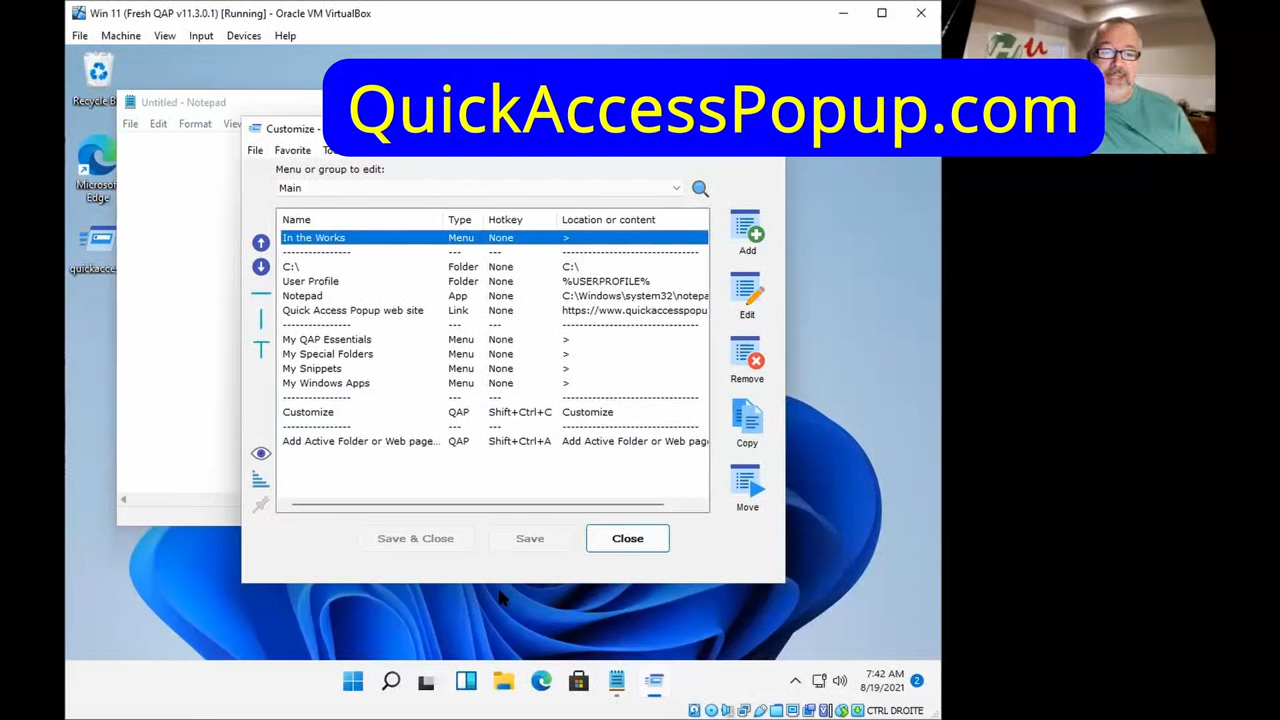 Win 11 (Fresh QAP v11.3.0.1) [Running] - Oracle VM VirtualBox
File Machine View Input Devices Help
QuickAccessPopup.com
Hu
Recycle B
Untitled - Notepad
File Edit Format View
Customize -
File Favorite
Menu or group to edit:
Main
Name Type Hotkey Location or content
In the Works Menu None >
---------------- --- --- ------------------------------
C:\ Folder None C:\
User Profile Folder None %USERPROFILE%
Notepad App None C:\Windows\system32\notepa
Quick Access Popup web site Link None https://www.quickaccesspopu
---------------- --- --- ------------------------------
My QAP Essentials Menu None >
My Special Folders Menu None >
My Snippets Menu None >
My Windows Apps Menu None >
---------------- --- --- ------------------------------
Customize QAP Shift+Ctrl+C Customize
---------------- --- --- ------------------------------
Add Active Folder or Web page... QAP Shift+Ctrl+A Add Active Folder or Web page
Add
Edit
Remove
Copy
Move
Save & Close Save Close
Microsoft
Edge
quickacce
7:42 AM
8/19/2021
2
CTRL DROITE